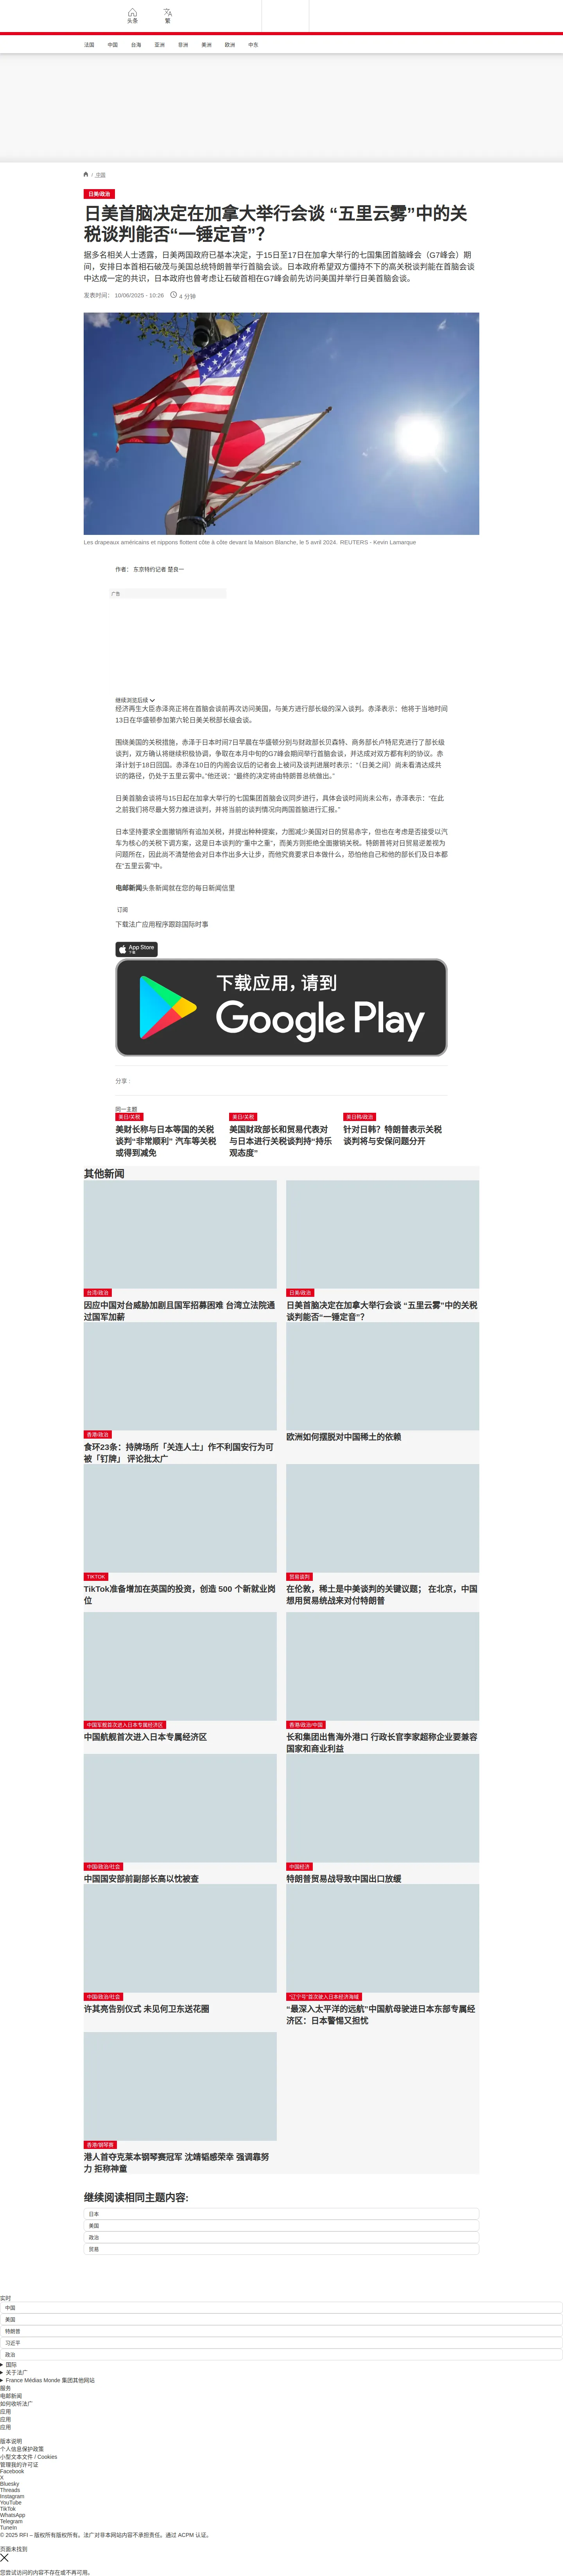 头条
繁
法国
中国
台海
亚洲
非洲
美洲
欧洲
中东
/ 中国
日美/政治
日美首脑决定在加拿大举行会谈 “五里云雾”中的关
税谈判能否“一锤定音”？
据多名相关人士透露，日美两国政府已基本决定，于15日至17日在加拿大举行的七国集团首脑峰会（G7峰会）期
间，安排日本首相石破茂与美国总统特朗普举行首脑会谈。日本政府希望双方僵持不下的高关税谈判能在首脑会谈
中达成一定的共识，日本政府也曾考虑让石破首相在G7峰会前先访问美国并举行日美首脑会谈。
发表时间： 10/06/2025 - 10:26
4 分钟
Les drapeaux américains et nippons flottent côte à côte devant la Maison Blanche, le 5 avril 2024. REUTERS - Kevin Lamarque
作者： 东京特约记者 楚良一
广告
继续浏览后续
经济再生大臣赤泽亮正将在首脑会谈前再次访问美国，与美方进行部长级的深入谈判。赤泽表示：他将于当地时间
13日在华盛顿参加第六轮日美关税部长级会谈。
围绕美国的关税措施，赤泽于日本时间7日早晨在华盛顿分别与财政部长贝森特、商务部长卢特尼克进行了部长级
谈判，双方确认将继续积极协调，争取在本月中旬的G7峰会期间举行首脑会谈，并达成对双方都有利的协议。赤
泽计划于18日回国。赤泽在10日的内阁会议后的记者会上被问及谈判进展时表示：“（日美之间）尚未看清达成共
识的路径，仍处于五里云雾中。”他还说：“最终的决定将由特朗普总统做出。”
日美首脑会谈将与15日起在加拿大举行的七国集团首脑会议同步进行，具体会谈时间尚未公布，赤泽表示：“在此
之前我们将尽最大努力推进谈判，并将当前的谈判情况向两国首脑进行汇报。”
日本坚持要求全面撤销所有追加关税，并提出种种提案，力图减少美国对日的贸易赤字，但也在考虑是否接受以汽
车为核心的关税下调方案，这是日本谈判的“重中之重”，而美方则拒绝全面撤销关税。特朗普将对日贸易逆差视为
问题所在，因此尚不清楚他会对日本作出多大让步，而他究竟要求日本做什么，恐怕他自己和他的部长们及日本都
在“五里云雾”中。
电邮新闻头条新闻就在您的每日新闻信里
订阅
下载法广应用程序跟踪国际时事
App Store
下载
下载应用，请到
Google Play
分享 :
同一主题
美日/关税
美财长称与日本等国的关税
谈判“非常顺利” 汽车等关税
或得到减免
美日/关税
美国财政部长和贸易代表对
与日本进行关税谈判持“持乐
观态度”
美日韩/政治
针对日韩？特朗普表示关税
谈判将与安保问题分开
其他新闻
台湾/政治
因应中国对台威胁加剧且国军招募困难 台湾立法院通
过国军加薪
日美/政治
日美首脑决定在加拿大举行会谈 “五里云雾”中的关税
谈判能否“一锤定音”？
香港/政治
食环23条：持牌场所「关连人士」作不利国安行为可
被「钉牌」 评论批太广
欧洲如何摆脱对中国稀土的依赖
TIKTOK
TikTok准备增加在英国的投资，创造 500 个新就业岗
位
贸易谈判
在伦敦，稀土是中美谈判的关键议题； 在北京，中国
想用贸易统战来对付特朗普
中国军舰首次进入日本专属经济区
中国航舰首次进入日本专属经济区
香港/政治/中国
长和集团出售海外港口 行政长官李家超称企业要兼容
国家和商业利益
中国/政治/社会
中国国安部前副部长高以忱被查
中国经济
特朗普贸易战导致中国出口放缓
中国/政治/社会
许其亮告别仪式 未见何卫东送花圈
“辽宁号”首次驶入日本经济海域
“最深入太平洋的远航”中国航母驶进日本东部专属经
济区：日本警惕又担忧
香港/钢琴赛
港人首夺克莱本钢琴赛冠军 沈靖韬感荣幸 强调靠努
力 拒称神童
继续阅读相同主题内容:
日本
美国
政治
贸易
实时
中国
美国
特朗普
习近平
政治
国际
关于法广
France Médias Monde 集团其他网站
服务
电邮新闻
如何收听法广
应用
应用
应用
版本说明
个人信息保护政策
小型文本文件 / Cookies
管理我的许可证
Facebook
X
Bluesky
Threads
Instagram
YouTube
TikTok
WhatsApp
Telegram
TuneIn
© 2025 RFI – 版权所有版权所有。法广对非本网站内容不承担责任。通过 ACPM 认证。
页面未找到
您尝试访问的内容不存在或不再可用。